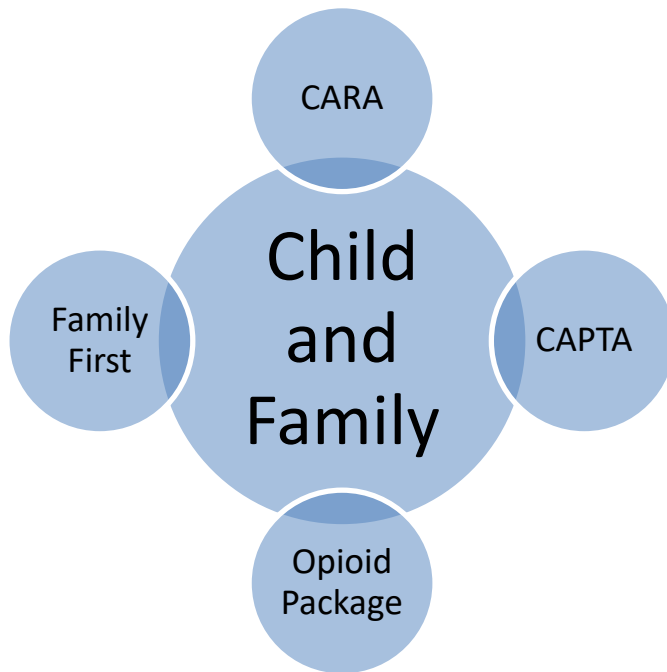 CARA
Child
and
Family
Family
First
CAPTA
Opioid
Package